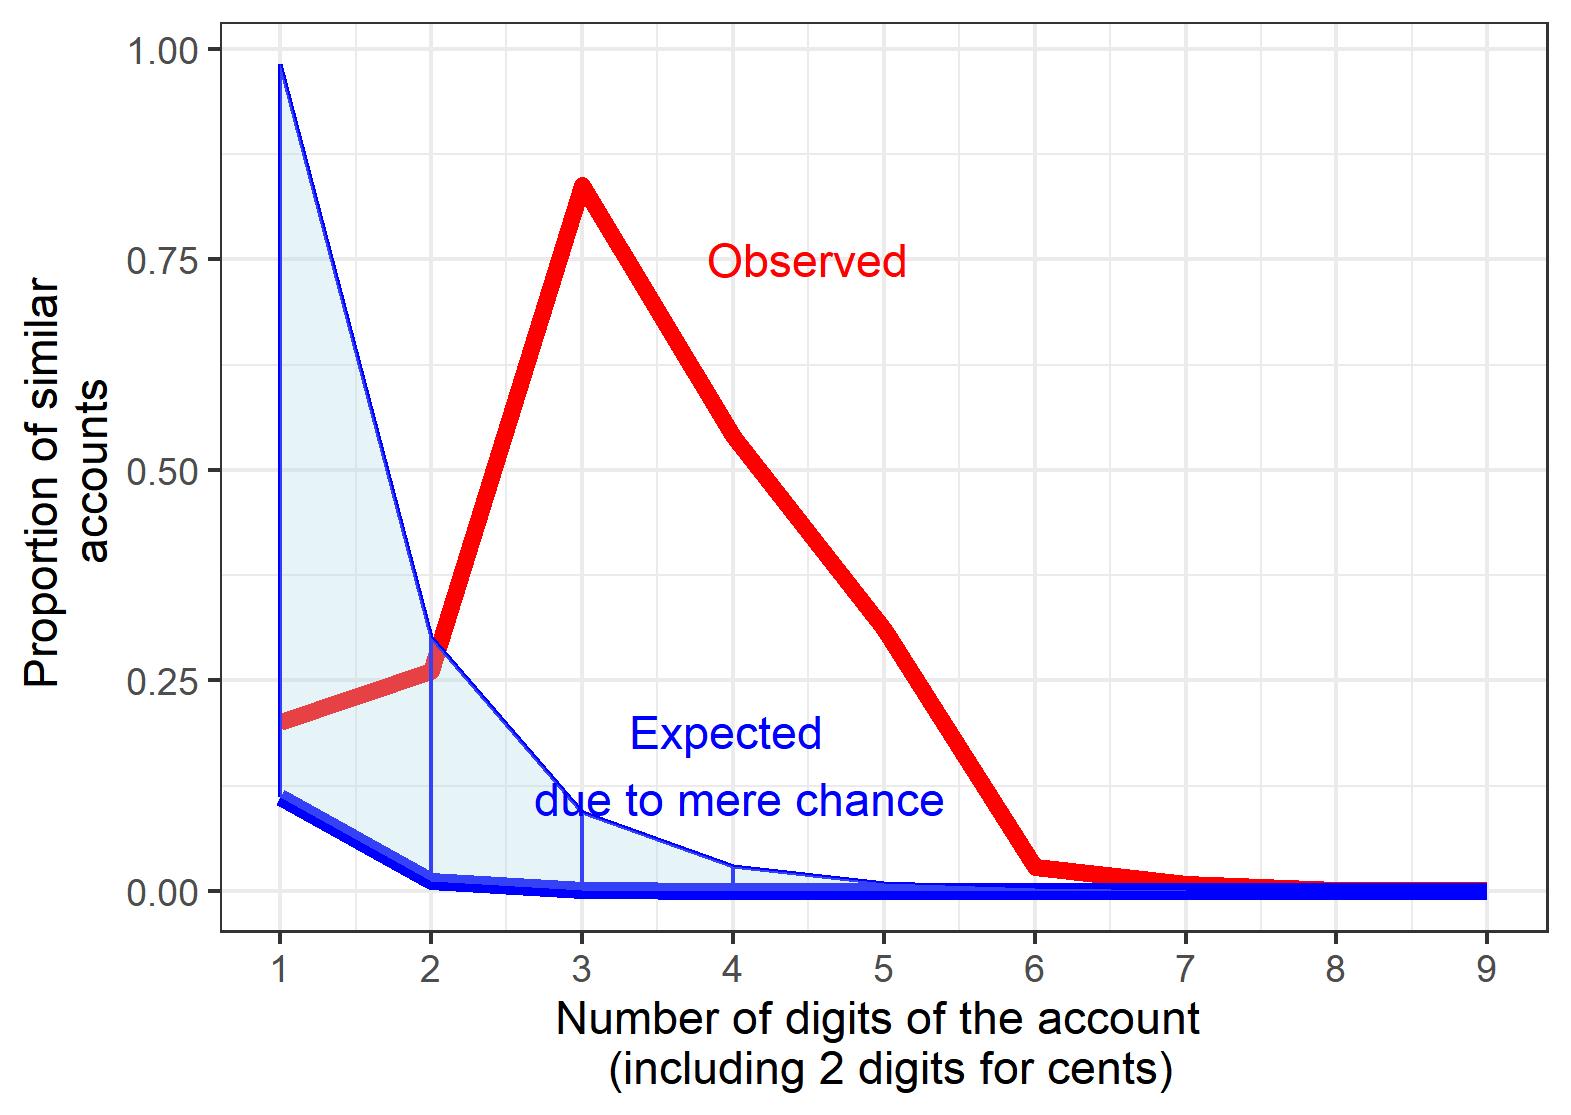 Proportion of similar
accounts
1.00
0.75
0.50
0.25
0.00
Observed
Expected
due to mere chance
1 2 3 4 5 6 7 8 9
Number of digits of the account
(including 2 digits for cents)